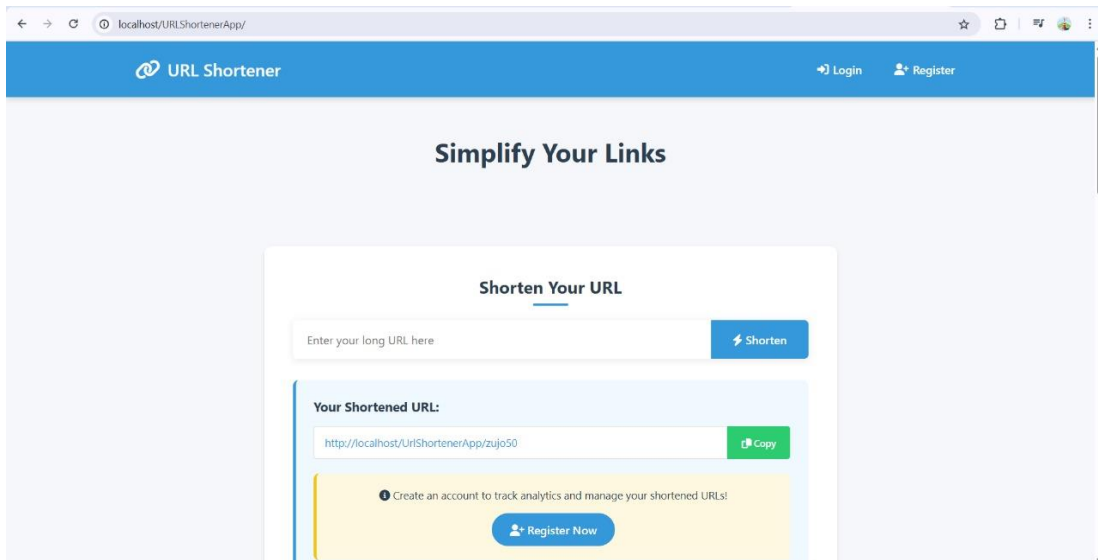 localhost/URLShortenerApp/
URL Shortener
Login
Register
Simplify Your Links
Shorten Your URL
Enter your long URL here
Shorten
Your Shortened URL:
http://localhost/UrlShortenerApp/zujo50
Copy
Create an account to track analytics and manage your shortened URLs!
Register Now